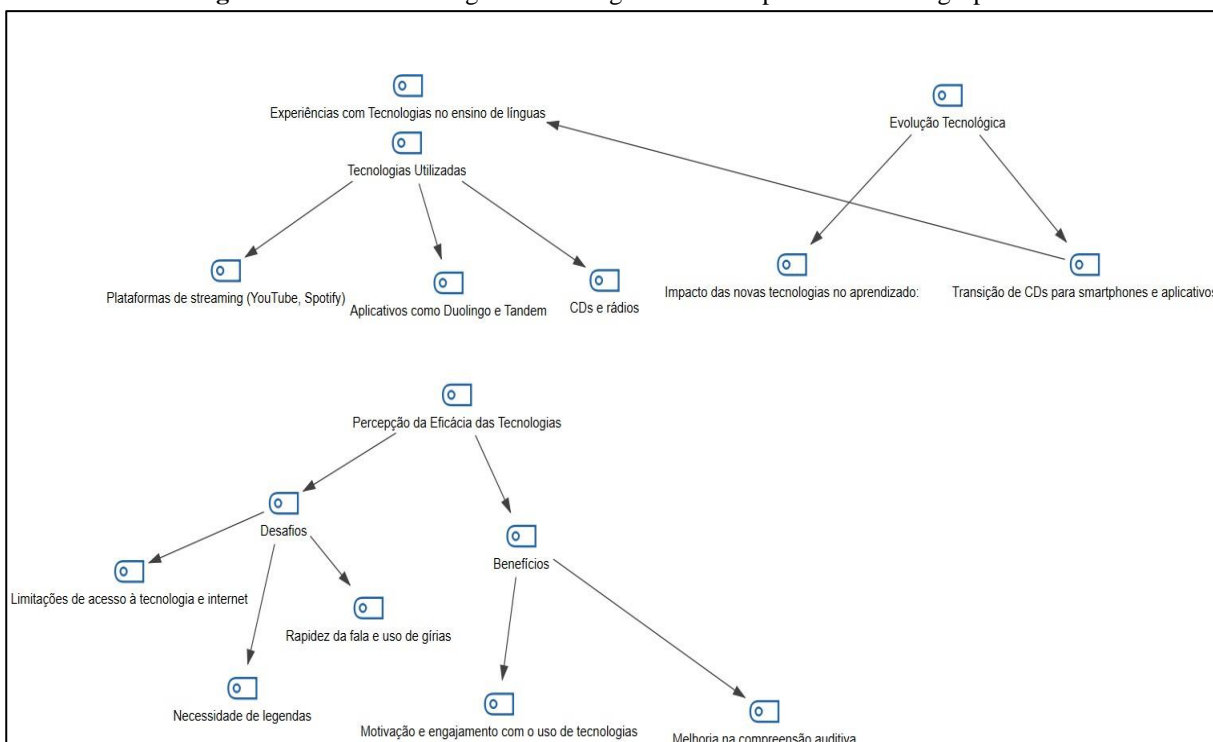 Experiências com Tecnologias no ensino de línguas
Evolução Tecnológica
Tecnologias Utilizadas
Plataformas de streaming (YouTube, Spotify)
Aplicativos como Duolingo e Tandem
CDs e rádios
Impacto das novas tecnologias no aprendizado:
Transição de CDs para smartphones e aplicativos
Percepção da Eficácia das Tecnologias
Desafios
Benefícios
Limitações de acesso à tecnologia e internet
Rapidez da fala e uso de gírias
Necessidade de legendas
Motivação e engajamento com o uso de tecnologias
Melhoria na compreensão auditiva